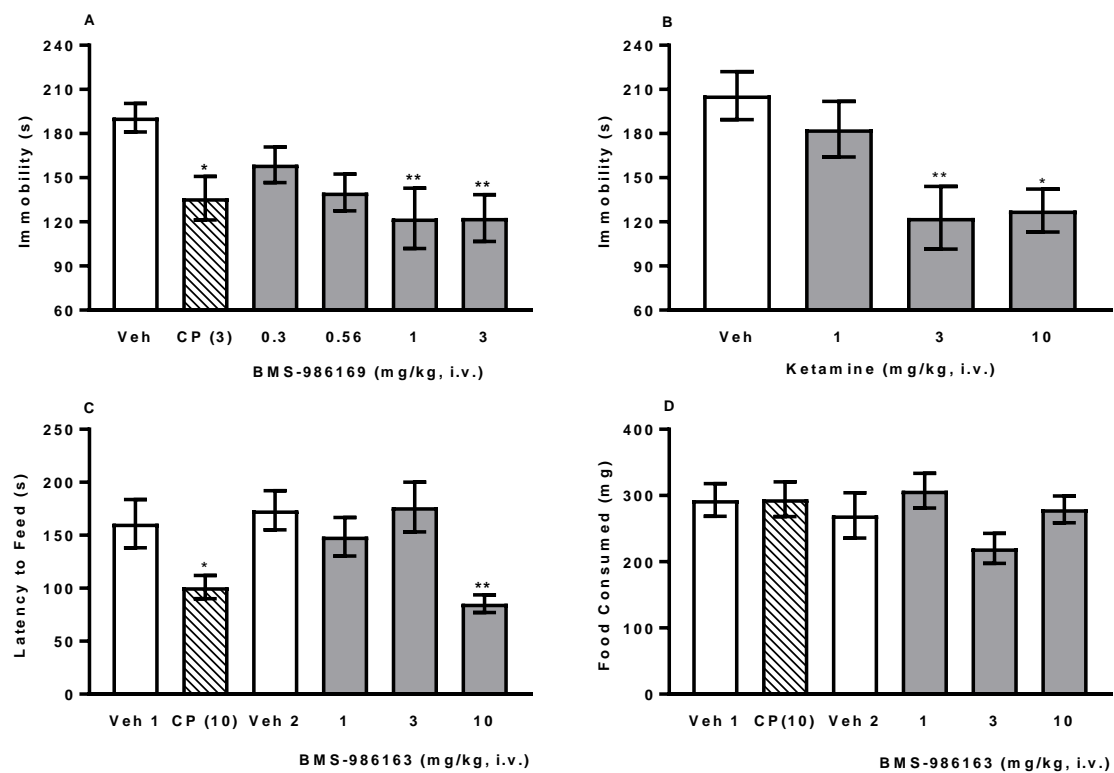 A
240
210
180
150
120
90
60
Immobility (s)
*
**
**
Veh CP (3) 0.3 0.56 1 3
BMS-986169 (mg/kg, i.v.)
B
240
210
180
150
120
90
60
Immobility (s)
**
*
Veh 1 3 10
Ketamine (mg/kg, i.v.)
C
250
200
150
100
50
0
Latency to Feed (s)
*
**
Veh 1 CP (10) Veh 2 1 3 10
BMS-986163 (mg/kg, i.v.)
D
400
300
200
100
0
Food Consumed (mg)
Veh 1 CP(10) Veh 2 1 3 10
BMS-986163 (mg/kg, i.v.)